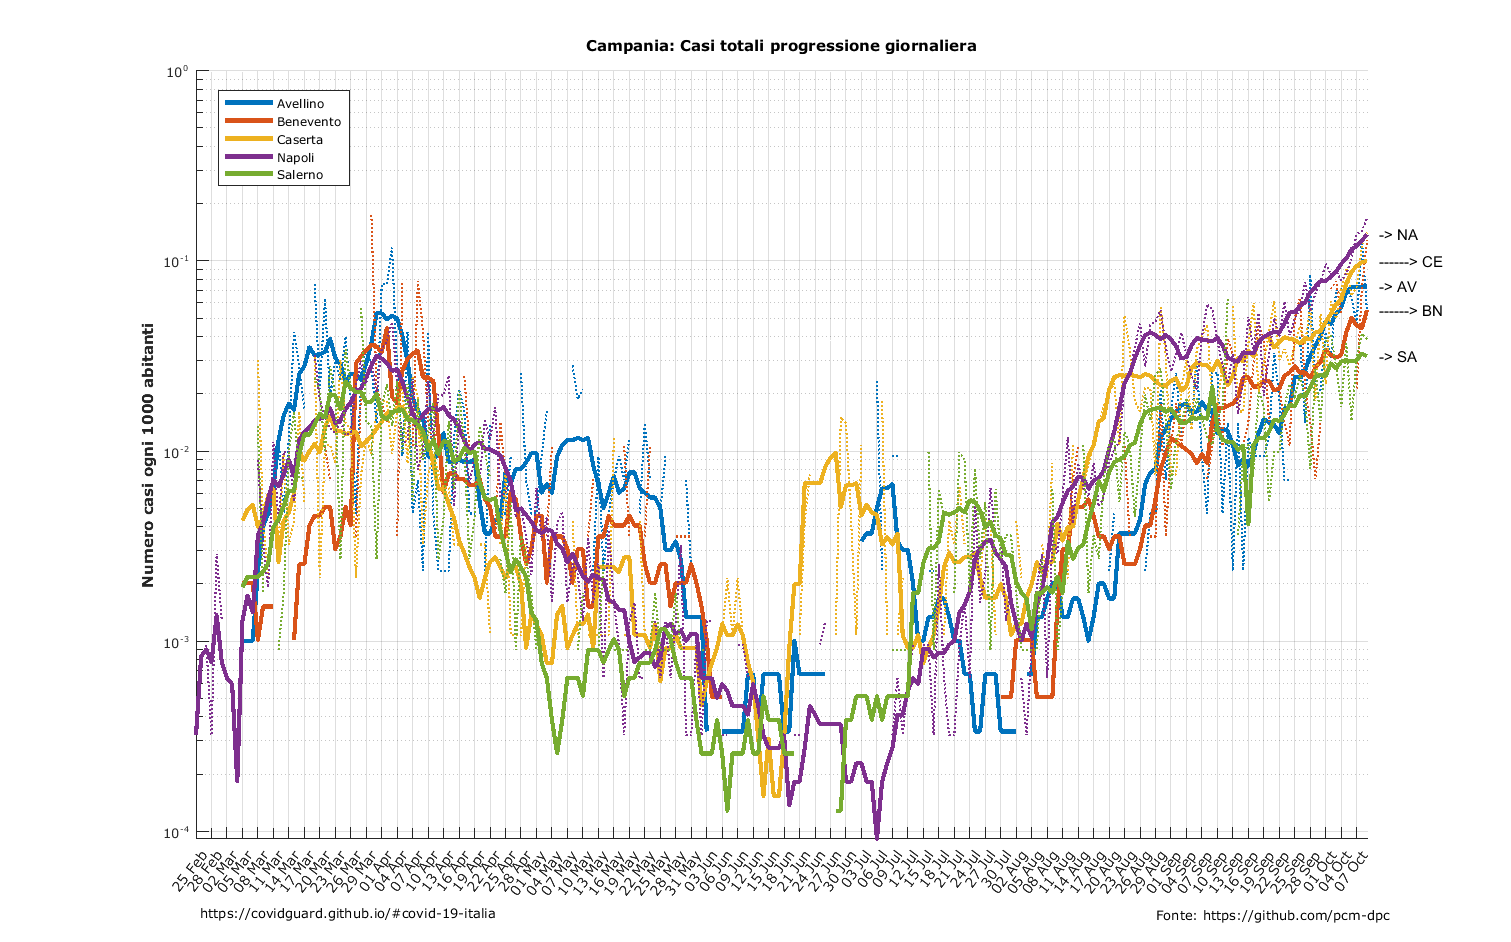 Campania: Casi totali progressione giornaliera
Numero casi ogni 1000 abitanti
10⁰
10⁻¹
10⁻²
10⁻³
10⁻⁴
Avellino
Benevento
Caserta
Napoli
Salerno
-> NA
------> CE
-> AV
------> BN
-> SA
25 Feb
28 Feb
02 Mar
05 Mar
08 Mar
11 Mar
14 Mar
17 Mar
20 Mar
23 Mar
26 Mar
29 Mar
01 Apr
04 Apr
07 Apr
10 Apr
13 Apr
16 Apr
19 Apr
22 Apr
25 Apr
28 Apr
01 May
04 May
07 May
10 May
13 May
16 May
19 May
22 May
25 May
28 May
31 May
03 Jun
06 Jun
09 Jun
12 Jun
15 Jun
18 Jun
21 Jun
24 Jun
27 Jun
30 Jun
03 Jul
06 Jul
09 Jul
12 Jul
15 Jul
18 Jul
21 Jul
24 Jul
27 Jul
30 Jul
02 Aug
05 Aug
08 Aug
11 Aug
14 Aug
17 Aug
20 Aug
23 Aug
26 Aug
29 Aug
01 Sep
04 Sep
07 Sep
10 Sep
13 Sep
16 Sep
19 Sep
22 Sep
25 Sep
28 Sep
01 Oct
04 Oct
07 Oct
https://covidguard.github.io/#covid-19-italia
Fonte: https://github.com/pcm-dpc